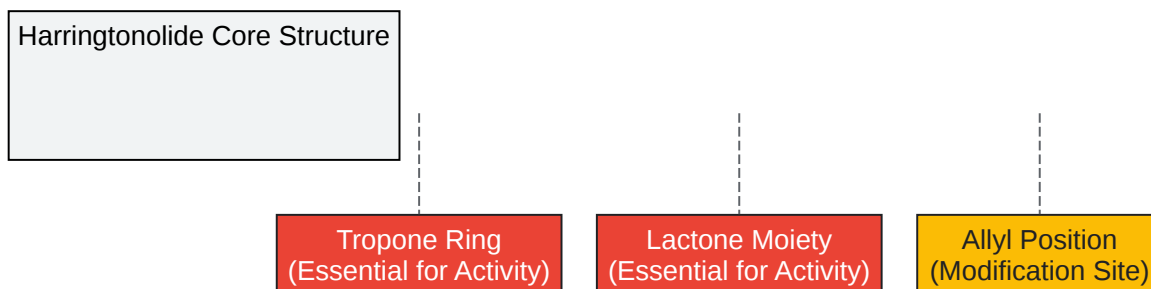 Harringtonolide Core Structure
Tropone Ring
(Essential for Activity)
Lactone Moiety
(Essential for Activity)
Allyl Position
(Modification Site)